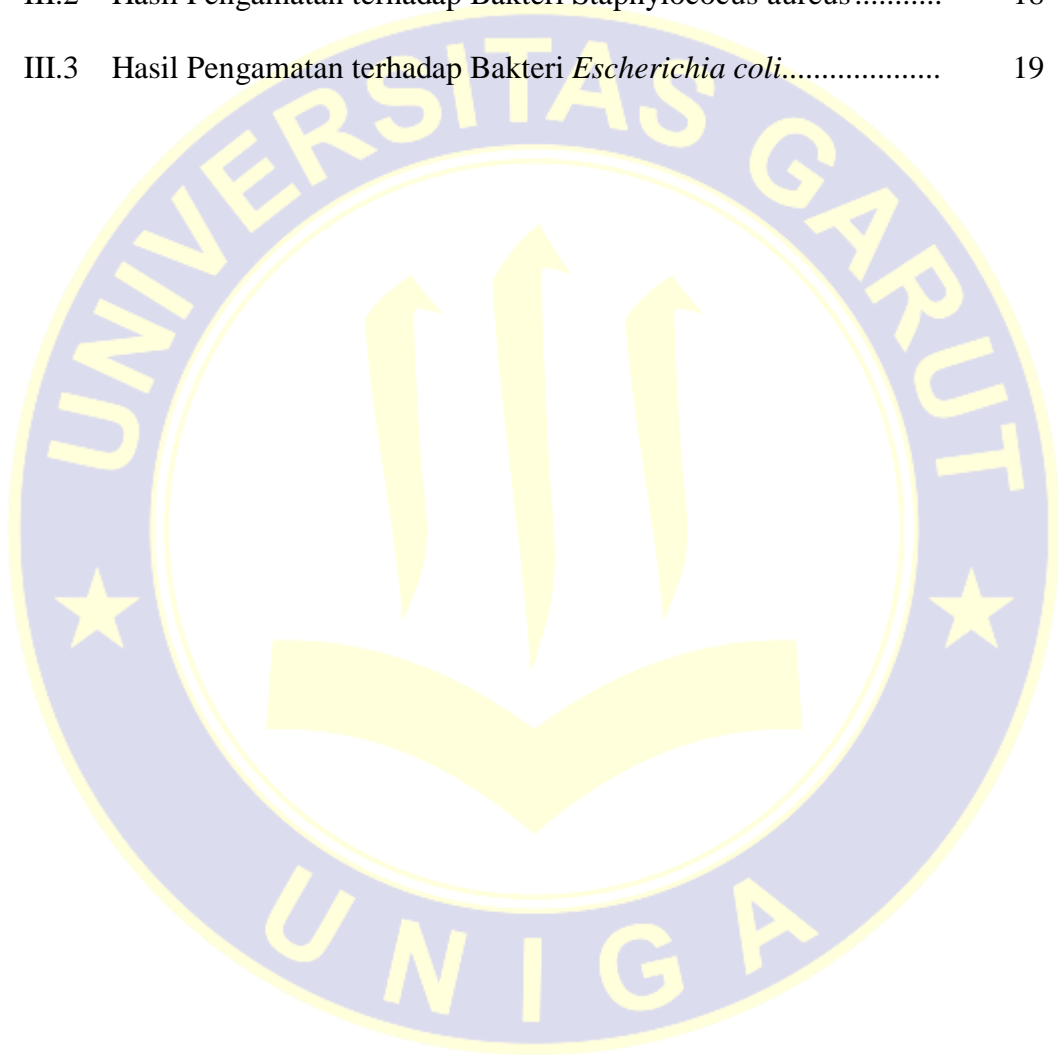 III.2 Hasil Pengamatan terhadap Bakteri Staphylococus aureus........... 18
III.3 Hasil Pengamatan terhadap Bakteri Escherichia coli.................... 19
UNIVERSITAS GARUT
UNIGA